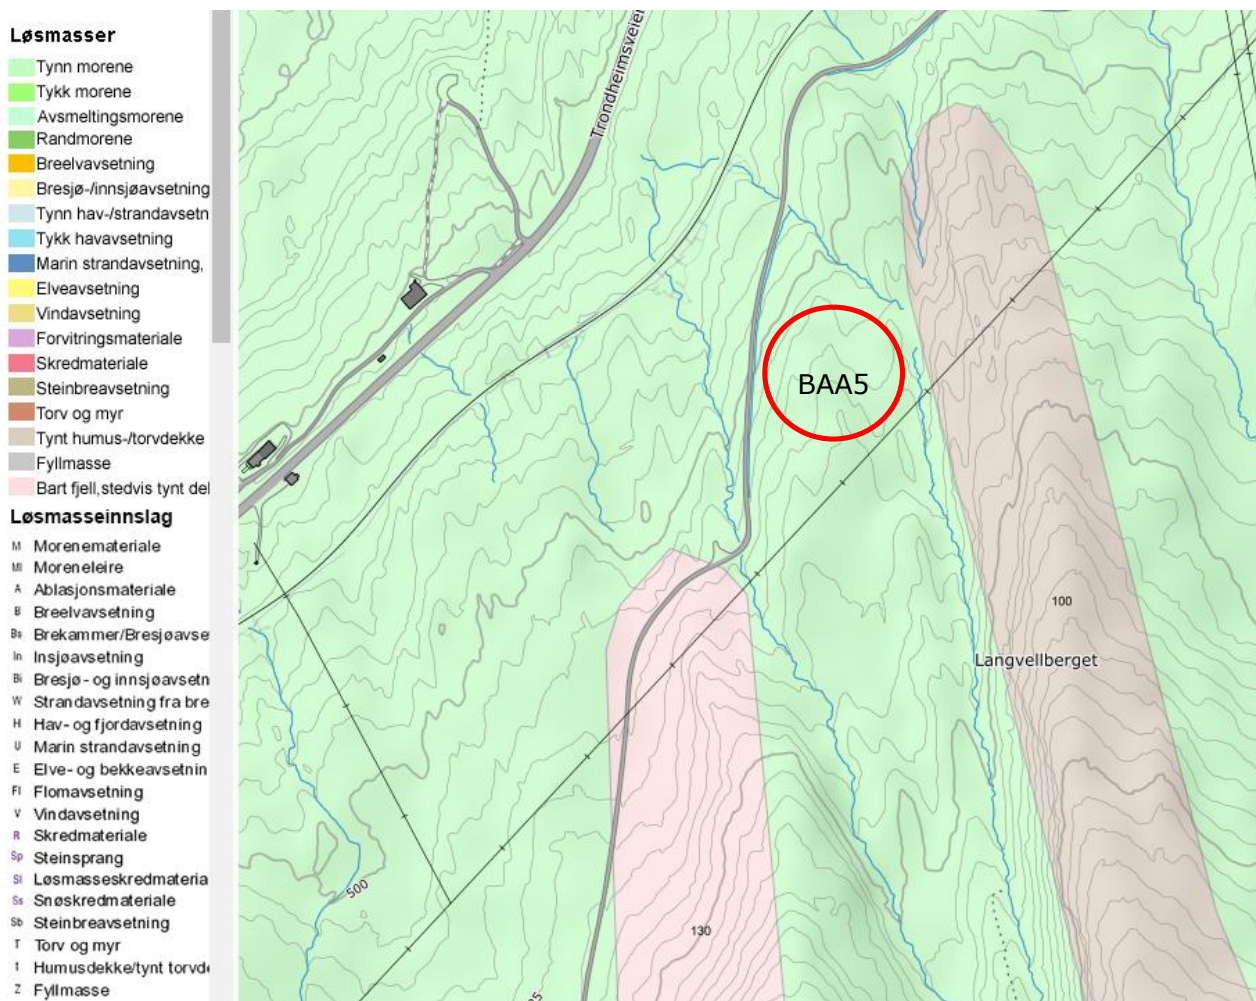 Løsmasser
Tynn morene
Tykk morene
Avsmeltingsmorene
Randmorene
Breelvavsetning
Bresjø-/innsjøavsetning
Tynn hav-/strandavsetn
Tykk havavsetning
Marin strandavsetning,
Elveavsetning
Vindavsetning
Forvitringsmateriale
Skredmateriale
Steinbreavsetning
Torv og myr
Tynt humus-/torvdekke
Fyllmasse
Bart fjell,stedvis tynt del
Løsmasseinnslag
M Morenemateriale
Ml Moreneleire
A Ablasjonsmateriale
B Breelvavsetning
Bs Brekammer/Bresjøavset
In Insjøavsetning
Bi Bresjø- og innsjøavsetn
W Strandavsetning fra bre
H Hav- og fjordavsetning
U Marin strandavsetning
E Elve- og bekkeavsetnin
Fl Flomavsetning
V Vindavsetning
R Skredmateriale
Sp Steinsprang
Sl Løsmasseskredmateria
Ss Snøskredmateriale
Sb Steinbreavsetning
T Torv og myr
t Humusdekke/tynt torvde
Z Fyllmasse
Trondheimsveien
BAA5
100
Langvellberget
500
130